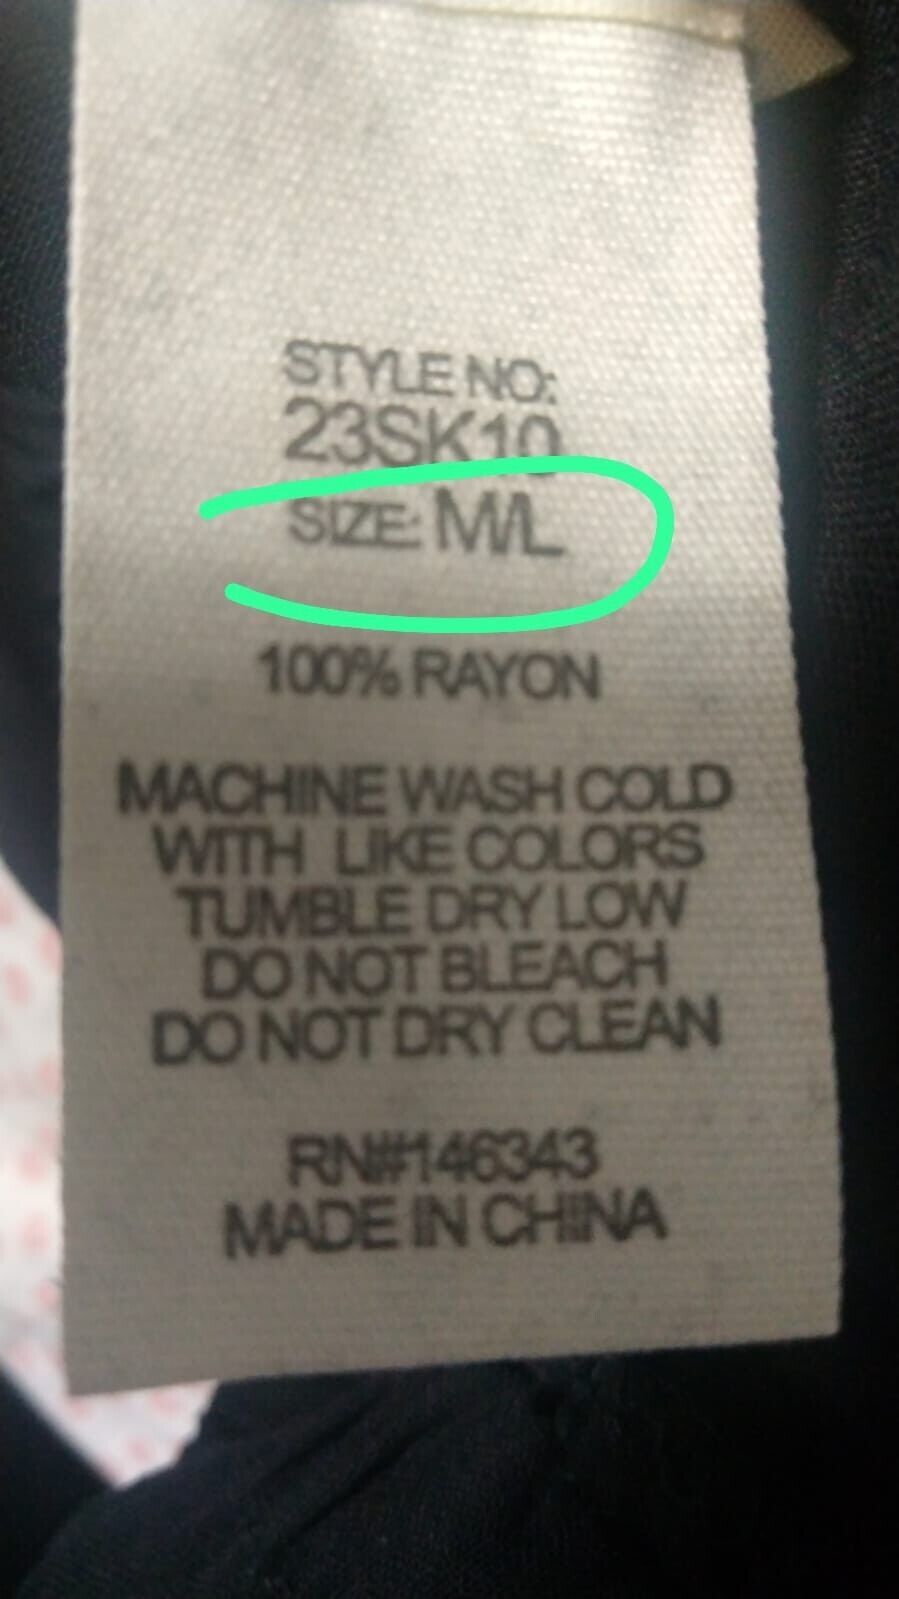 STYLE NO:
23SK10
SIZE: M/L
100% RAYON
MACHINE WASH COLD
WITH LIKE COLORS
TUMBLE DRY LOW
DO NOT BLEACH
DO NOT DRY CLEAN
RN#146343
MADE IN CHINA